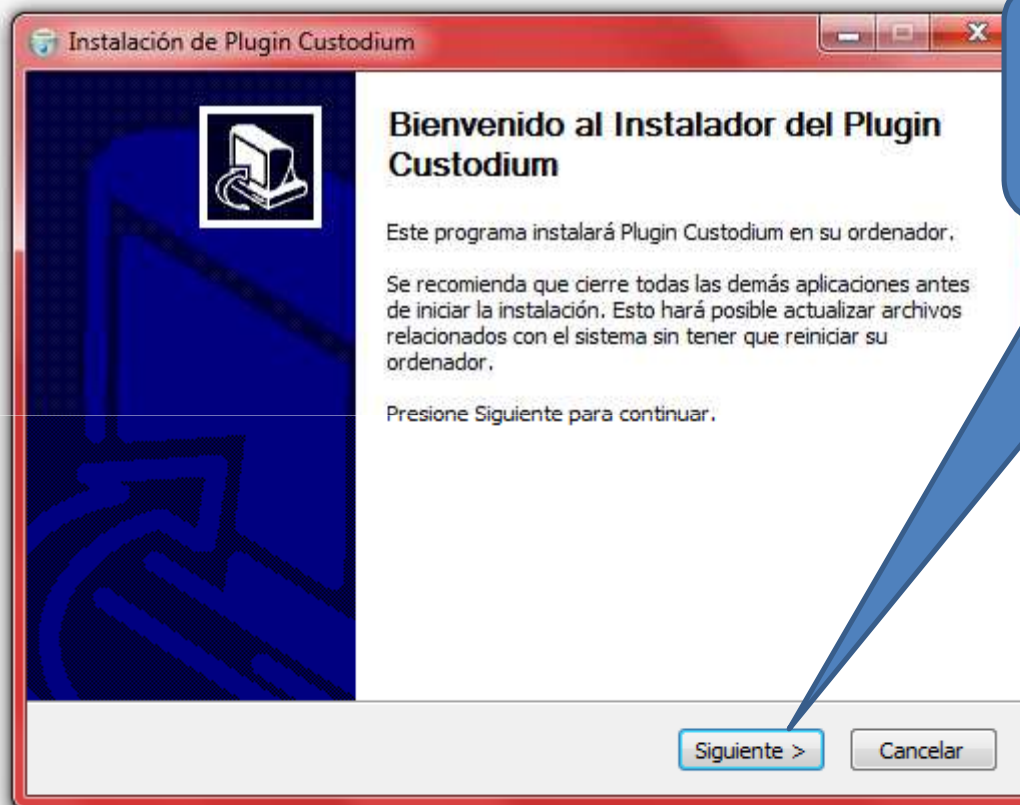 Instalación de Plugin Custodium
Bienvenido al Instalador del Plugin
Custodium
Este programa instalará Plugin Custodium en su ordenador.
Se recomienda que cierre todas las demás aplicaciones antes
de iniciar la instalación. Esto hará posible actualizar archivos
relacionados con el sistema sin tener que reiniciar su
ordenador.
Presione Siguiente para continuar.
Siguiente >
Cancelar